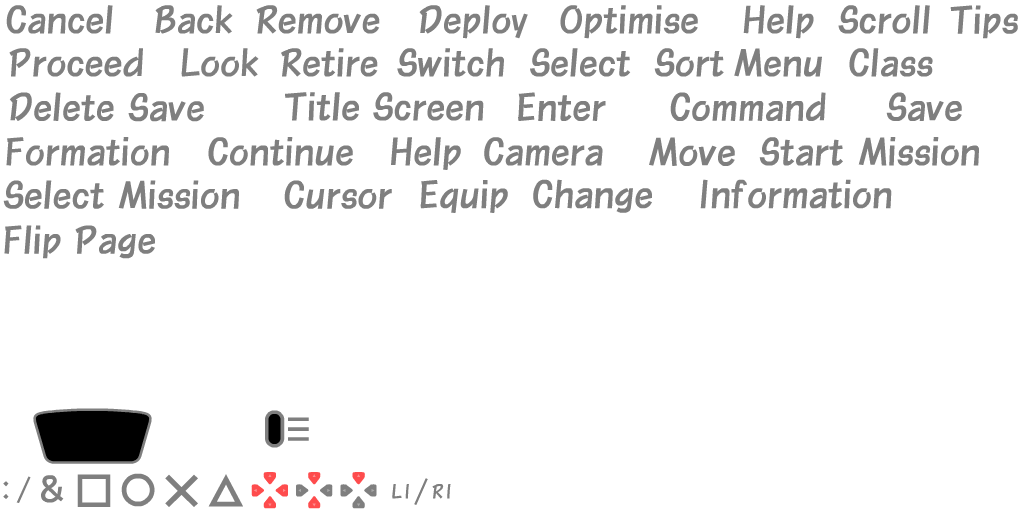 Cancel Back Remove Deploy Optimise Help Scroll Tips
Proceed Look Retire Switch Select Sort Menu Class
Delete Save Title Screen Enter Command Save
Formation Continue Help Camera Move Start Mission
Select Mission Cursor Equip Change Information
Flip Page
: / & □ ○ ✕ △ L1/R1